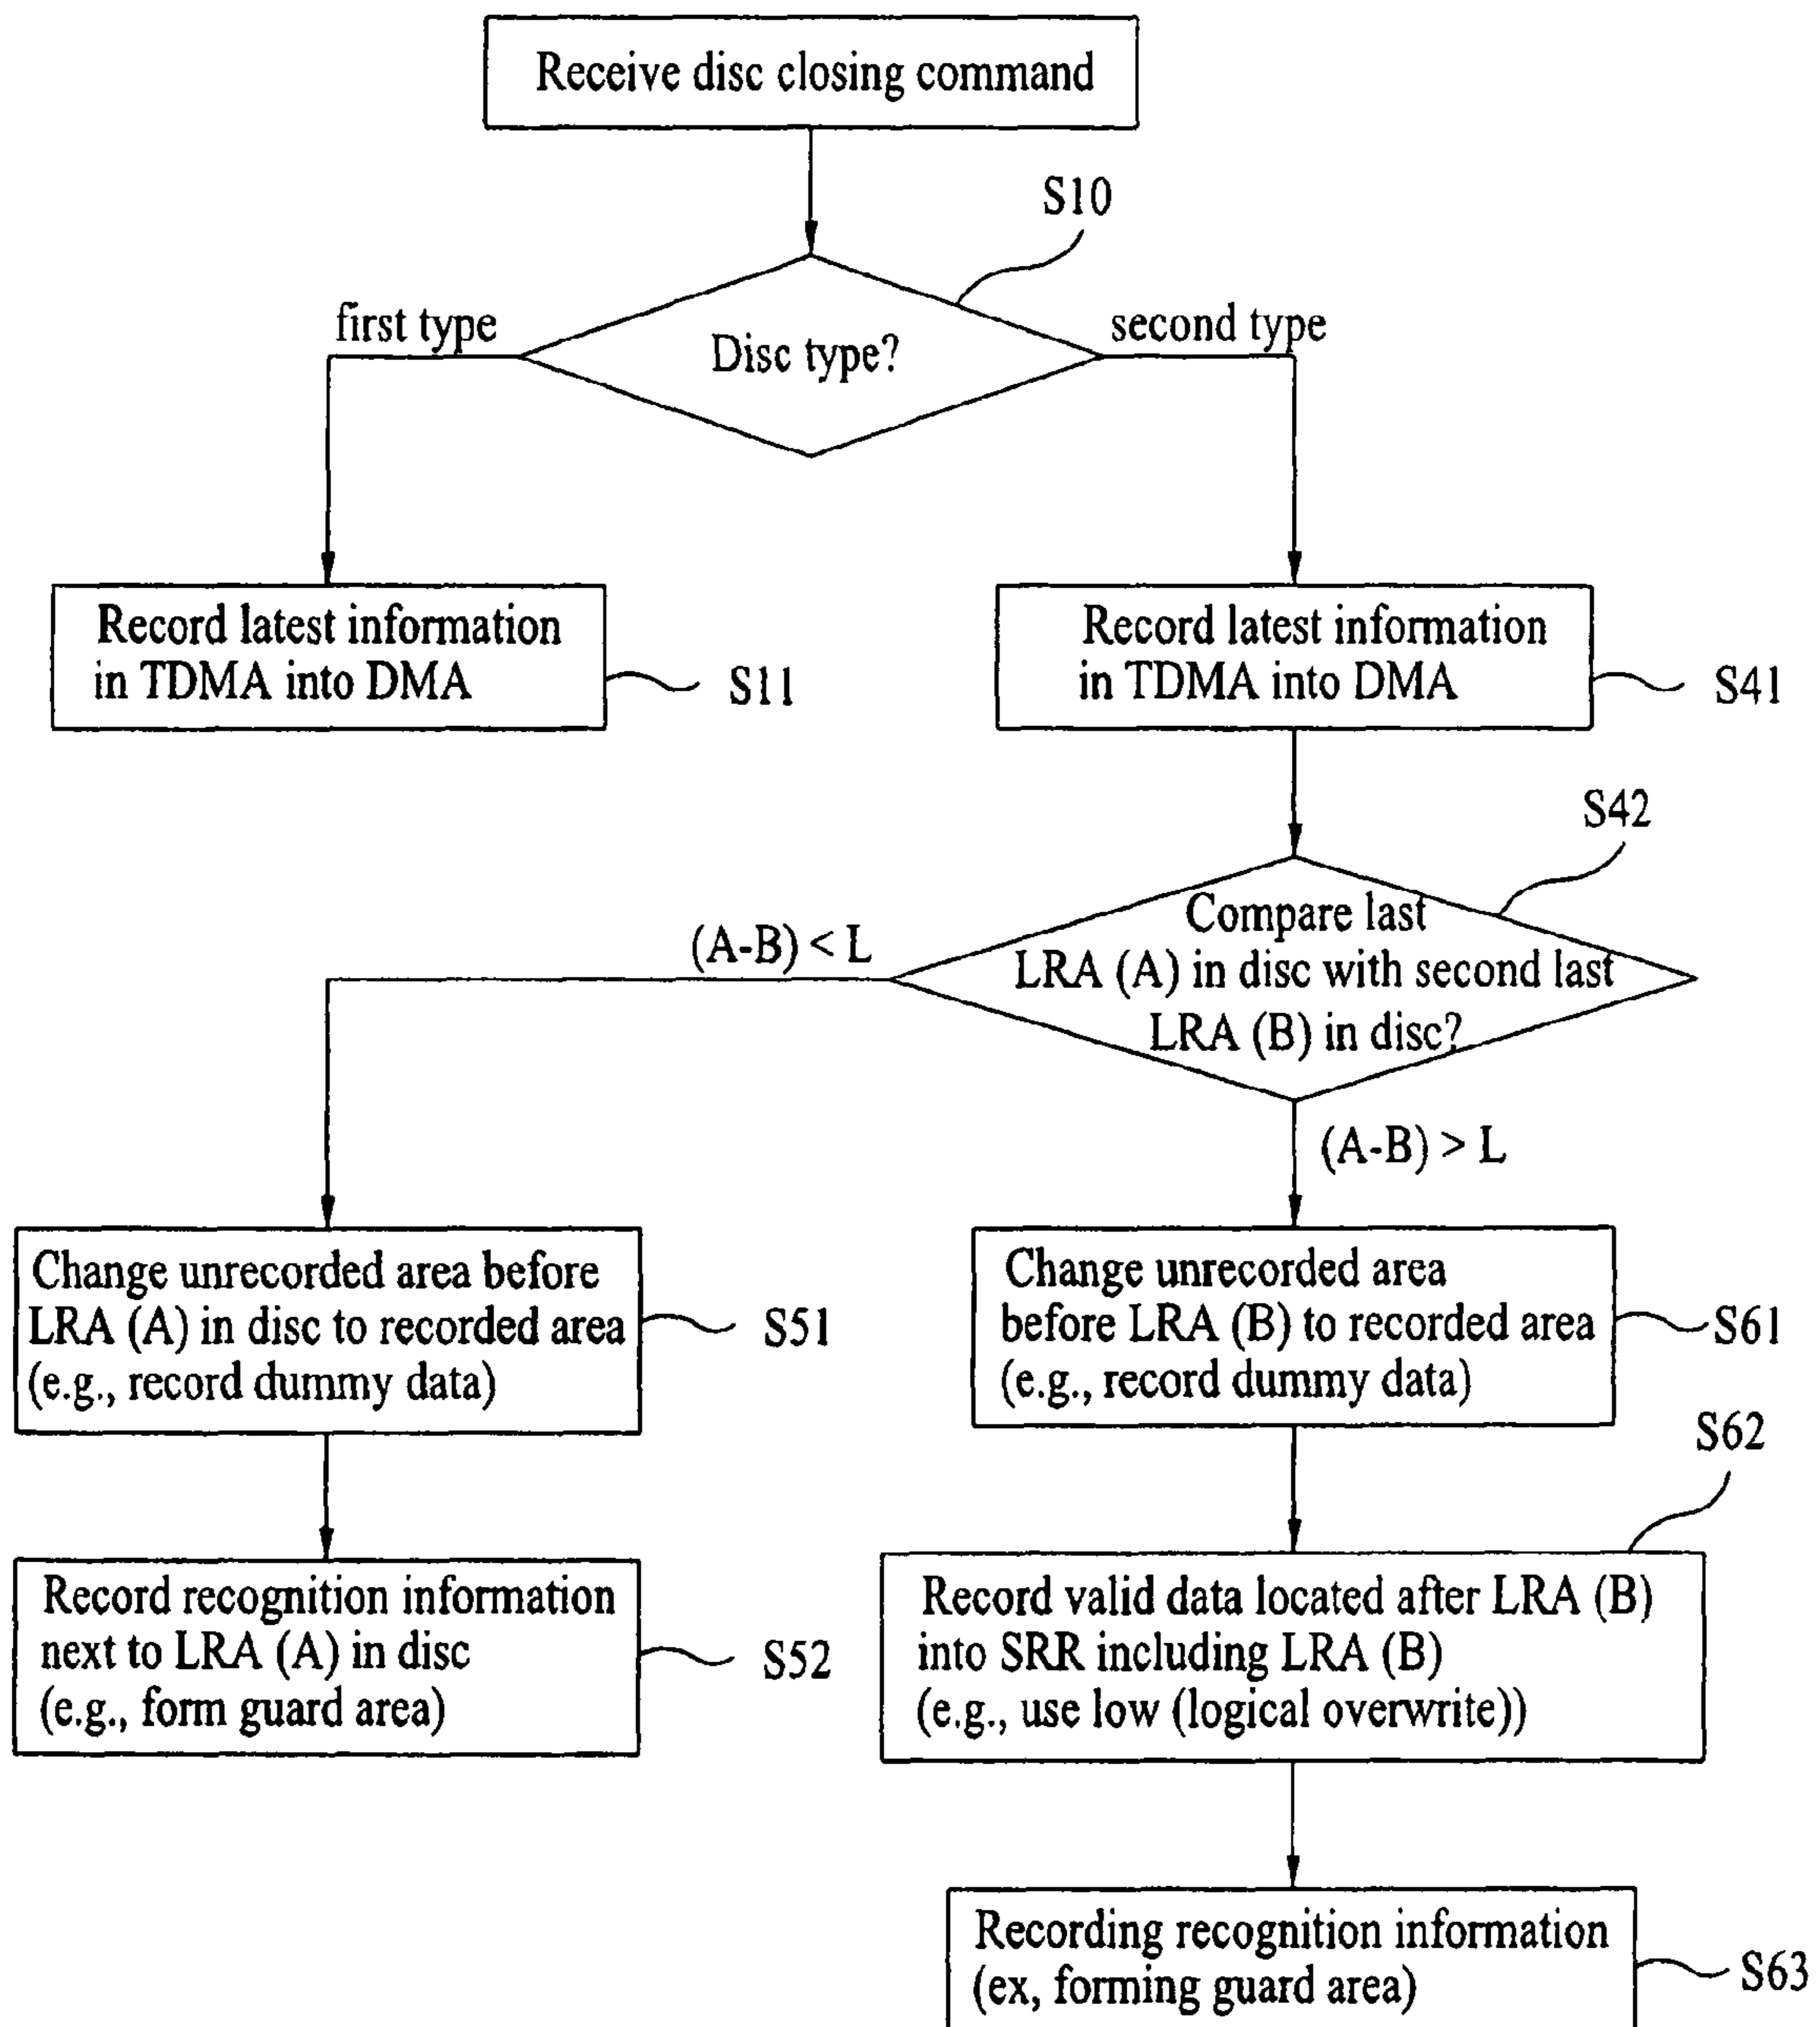 Receive disc closing command
S10
first type
Disc type?
second type
Record latest information
in TDMA into DMA
S11
Record latest information
in TDMA into DMA
S41
S42
Compare last
LRA (A) in disc with second last
LRA (B) in disc?
(A-B) < L
(A-B) > L
Change unrecorded area before
LRA (A) in disc to recorded area
(e.g., record dummy data)
S51
Change unrecorded area
before LRA (B) to recorded area
(e.g., record dummy data)
S61
S62
Record recognition information
next to LRA (A) in disc
(e.g., form guard area)
S52
Record valid data located after LRA (B)
into SRR including LRA (B)
(e.g., use low (logical overwrite))
Recording recognition information
(ex, forming guard area)
S63